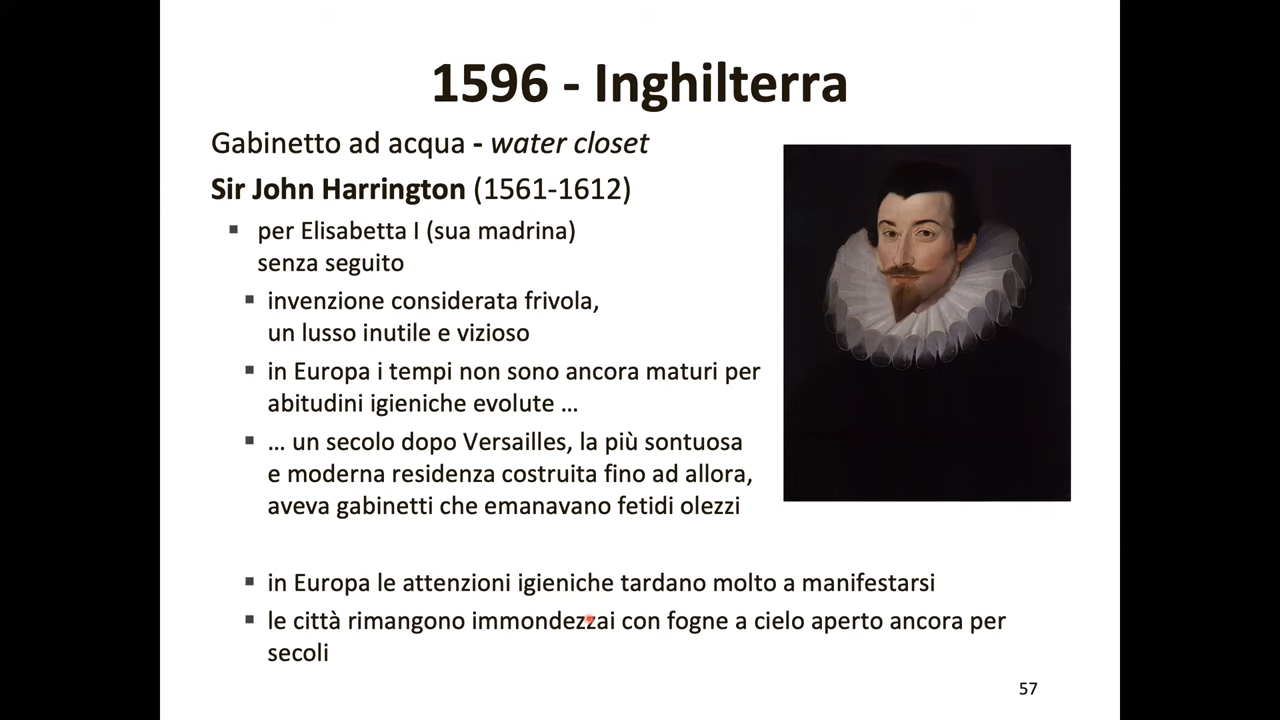 1596 - Inghilterra
Gabinetto ad acqua - water closet
Sir John Harrington (1561-1612)
▪ per Elisabetta I (sua madrina)
senza seguito
▪ invenzione considerata frivola,
un lusso inutile e vizioso
▪ in Europa i tempi non sono ancora maturi per
abitudini igieniche evolute ...
▪ ... un secolo dopo Versailles, la più sontuosa
e moderna residenza costruita fino ad allora,
aveva gabinetti che emanavano fetidi olezzi
▪ in Europa le attenzioni igieniche tardano molto a manifestarsi
▪ le città rimangono immondezzai con fogne a cielo aperto ancora per
secoli
57